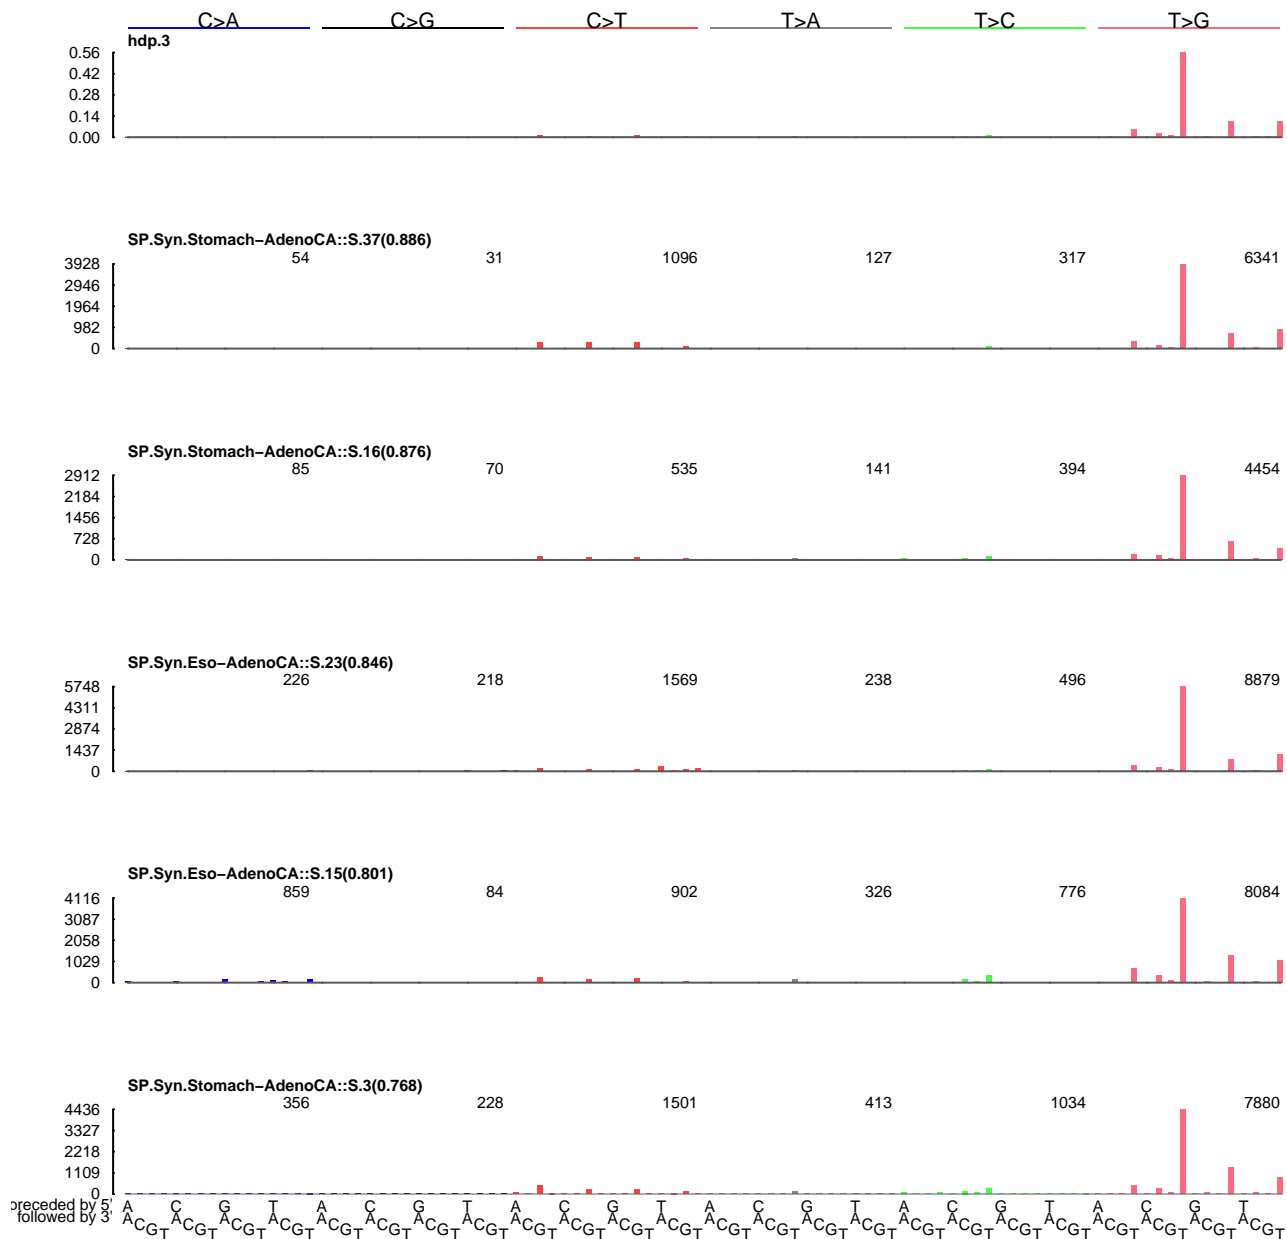 C>A C>G C>T T>A T>C T>G
hdp.3
0.56
0.42
0.28
0.14
0.00
SP.Syn.Stomach−AdenoCA::S.37(0.886)
54 31 1096 127 317 6341
3928
2946
1964
982
0
SP.Syn.Stomach−AdenoCA::S.16(0.876)
85 70 535 141 394 4454
2912
2184
1456
728
0
SP.Syn.Eso−AdenoCA::S.23(0.846)
226 218 1569 238 496 8879
5748
4311
2874
1437
0
SP.Syn.Eso−AdenoCA::S.15(0.801)
859 84 902 326 776 8084
4116
3087
2058
1029
0
SP.Syn.Stomach−AdenoCA::S.3(0.768)
356 228 1501 413 1034 7880
4436
3327
2218
1109
0
preceded by 5' A C G T A C G T A C G T A C G T A C G T A C G T
followed by 3' A C G T A C G T A C G T A C G T A C G T A C G T A C G T A C G T A C G T A C G T A C G T A C G T A C G T A C G T A C G T A C G T A C G T A C G T A C G T A C G T A C G T A C G T A C G T A C G T